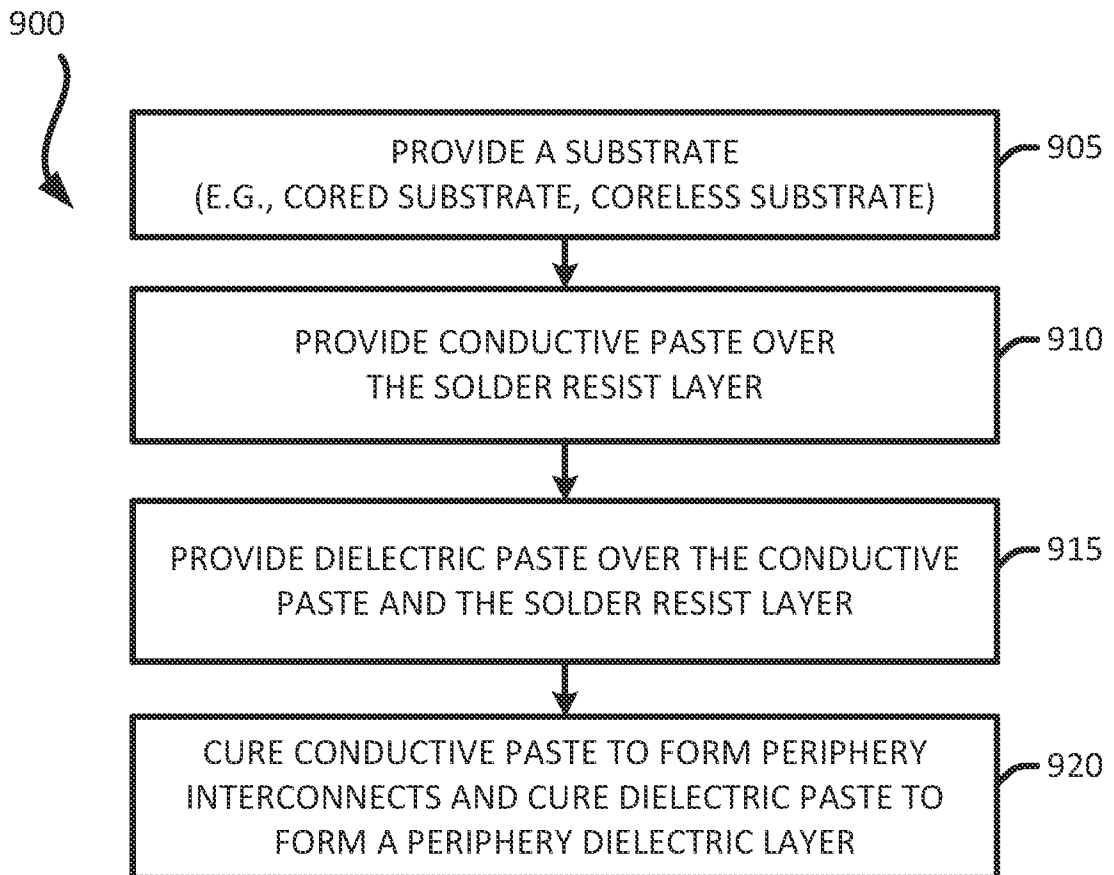 900
PROVIDE A SUBSTRATE
(E.G., CORED SUBSTRATE, CORELESS SUBSTRATE)
905
PROVIDE CONDUCTIVE PASTE OVER
THE SOLDER RESIST LAYER
910
PROVIDE DIELECTRIC PASTE OVER THE CONDUCTIVE
PASTE AND THE SOLDER RESIST LAYER
915
CURE CONDUCTIVE PASTE TO FORM PERIPHERY
INTERCONNECTS AND CURE DIELECTRIC PASTE TO
FORM A PERIPHERY DIELECTRIC LAYER
920